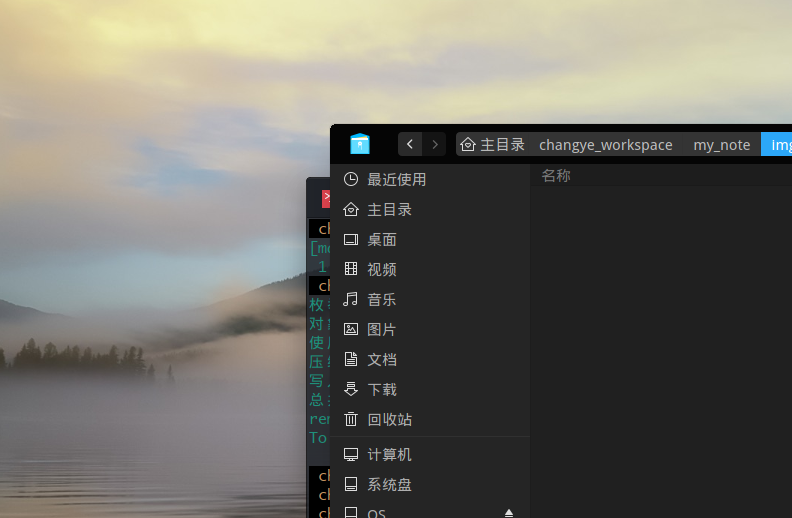 主目录 changye_workspace my_note img
名称
最近使用
主目录
桌面
视频
音乐
图片
文档
下载
回收站
计算机
系统盘
OS
ch
[mo
1
ch
枚
对
使
压
写
总
rem
To
ch
ch
ch